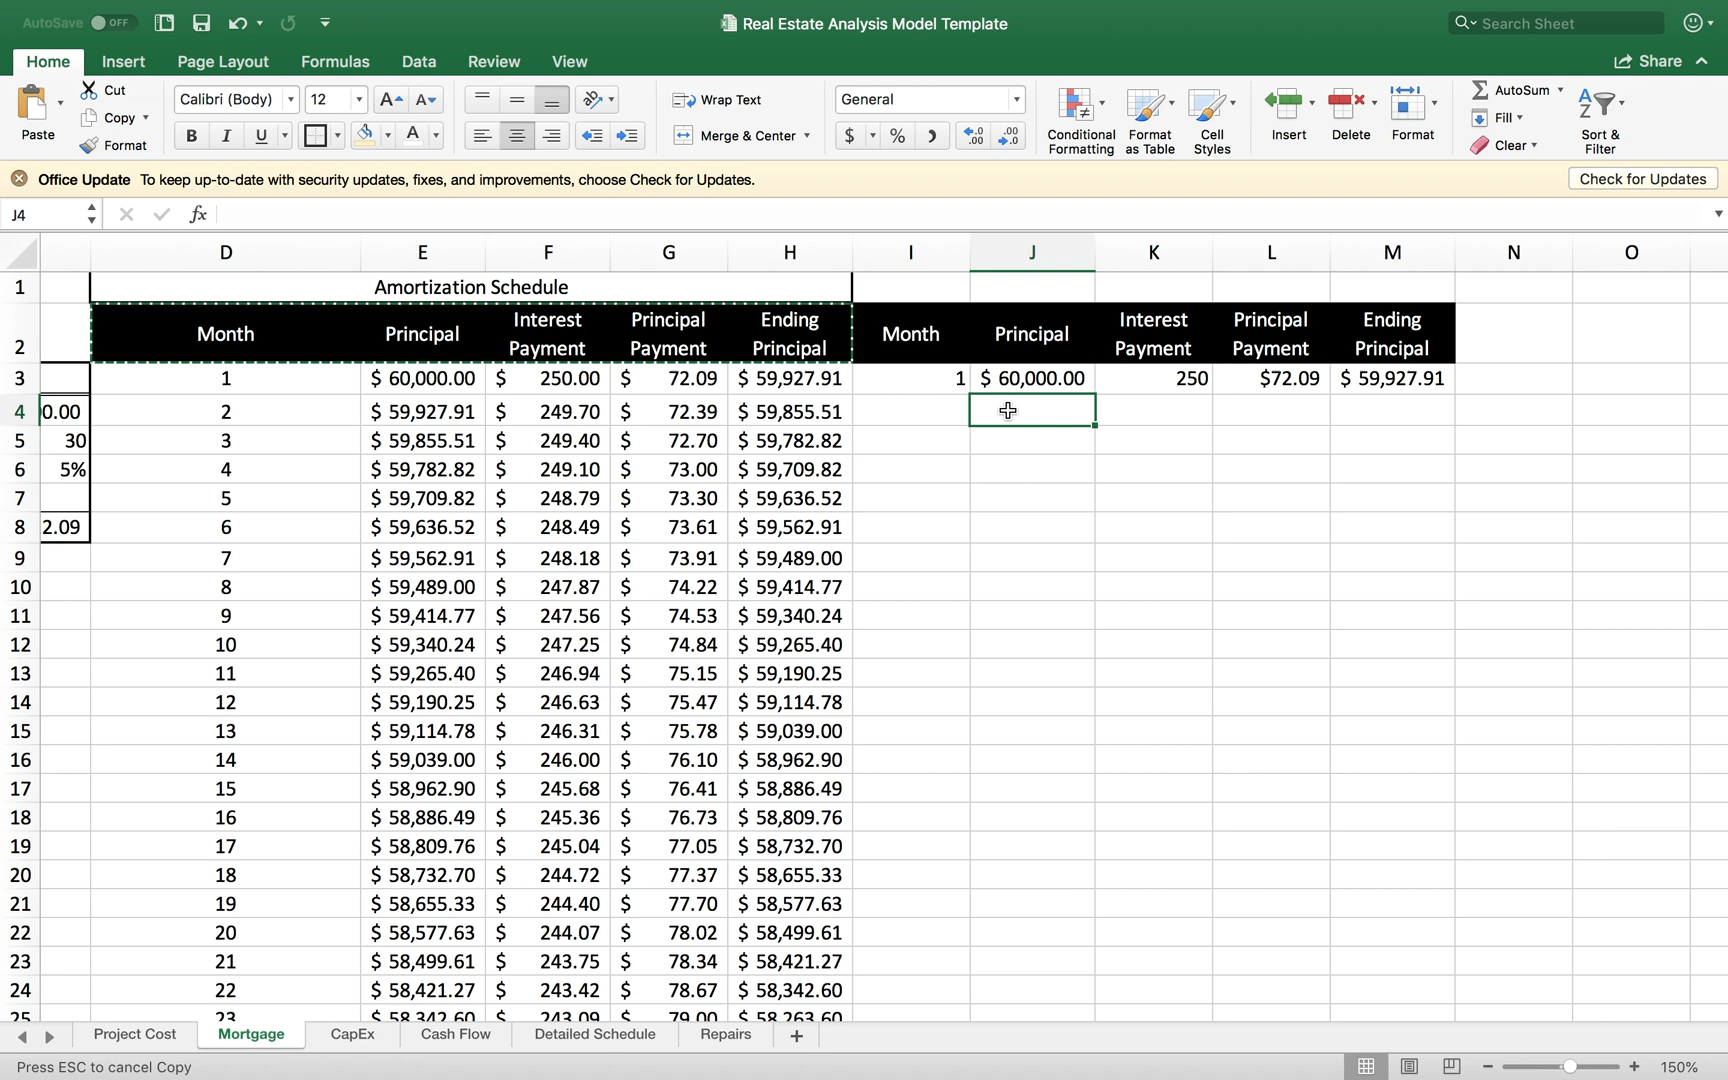 AutoSave OFF Real Estate Analysis Model Template Search Sheet
Home Insert Page Layout Formulas Data Review View Share
Paste Cut Copy Format
Calibri (Body) 12 A A
B I U A
Wrap Text
Merge & Center
General
$ % .0 .00 .00 .0
Conditional Formatting
Format as Table
Cell Styles
Insert Delete Format
AutoSum
Fill
Clear
Sort & Filter
Office Update To keep up-to-date with security updates, fixes, and improvements, choose Check for Updates. Check for Updates
J4 fx
D E F G H I J K L M N O
1 Amortization Schedule
2 Month Principal Interest Payment Principal Payment Ending Principal Month Principal Interest Payment Principal Payment Ending Principal
3 1 $ 60,000.00 $ 250.00 $ 72.09 $ 59,927.91 1 $ 60,000.00 250 $72.09 $ 59,927.91
4 0.00 2 $ 59,927.91 $ 249.70 $ 72.39 $ 59,855.51
5 30 3 $ 59,855.51 $ 249.40 $ 72.70 $ 59,782.82
6 5% 4 $ 59,782.82 $ 249.10 $ 73.00 $ 59,709.82
7 5 $ 59,709.82 $ 248.79 $ 73.30 $ 59,636.52
8 2.09 6 $ 59,636.52 $ 248.49 $ 73.61 $ 59,562.91
9 7 $ 59,562.91 $ 248.18 $ 73.91 $ 59,489.00
10 8 $ 59,489.00 $ 247.87 $ 74.22 $ 59,414.77
11 9 $ 59,414.77 $ 247.56 $ 74.53 $ 59,340.24
12 10 $ 59,340.24 $ 247.25 $ 74.84 $ 59,265.40
13 11 $ 59,265.40 $ 246.94 $ 75.15 $ 59,190.25
14 12 $ 59,190.25 $ 246.63 $ 75.47 $ 59,114.78
15 13 $ 59,114.78 $ 246.31 $ 75.78 $ 59,039.00
16 14 $ 59,039.00 $ 246.00 $ 76.10 $ 58,962.90
17 15 $ 58,962.90 $ 245.68 $ 76.41 $ 58,886.49
18 16 $ 58,886.49 $ 245.36 $ 76.73 $ 58,809.76
19 17 $ 58,809.76 $ 245.04 $ 77.05 $ 58,732.70
20 18 $ 58,732.70 $ 244.72 $ 77.37 $ 58,655.33
21 19 $ 58,655.33 $ 244.40 $ 77.70 $ 58,577.63
22 20 $ 58,577.63 $ 244.07 $ 78.02 $ 58,499.61
23 21 $ 58,499.61 $ 243.75 $ 78.34 $ 58,421.27
24 22 $ 58,421.27 $ 243.42 $ 78.67 $ 58,342.60
25 23 $ 58,342.60 $ 243.09 $ 79.00 $ 58,263.60
Project Cost Mortgage CapEx Cash Flow Detailed Schedule Repairs
Press ESC to cancel Copy 150%